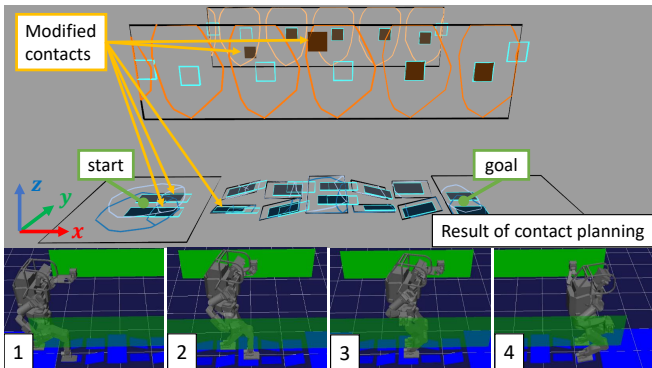 Modified
contacts
start
goal
z
y
x
Result of contact planning
1
2
3
4